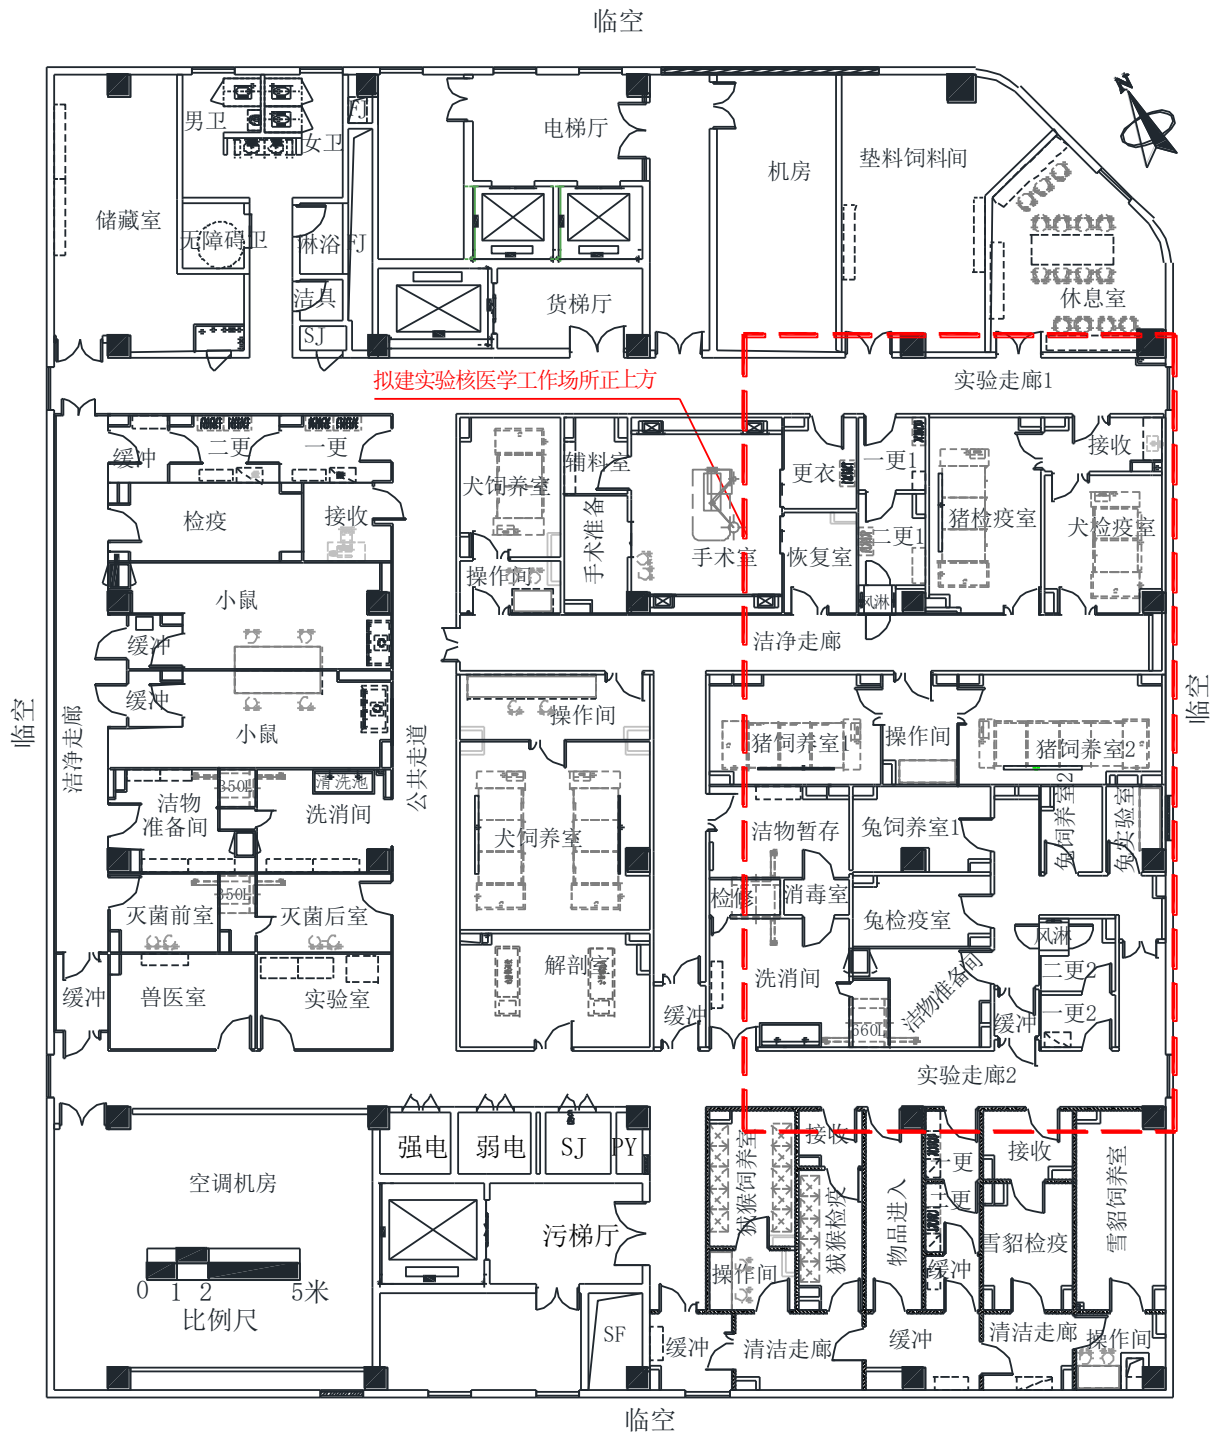 临空
N
男卫
女卫
FJ
电梯厅
机房
垫料饲料间
储藏室
无障碍卫
淋浴
FJ
休息室
洁具
货梯厅
SJ
拟建实验核医学工作场所正上方
实验走廊1
缓冲
二更
一更
犬饲养室
辅料室
更衣
一更1
接收
检疫
接收
手术准备
手术室
恢复室
二更1
猪检疫室
犬检疫室
操作间
小鼠
风淋
缓冲
洁净走廊
临空
洁净走廊
缓冲
小鼠
公共走道
操作间
猪饲养室1
操作间
猪饲养室2
临空
350L
清洗池
洁物
准备间
洗消间
犬饲养室
洁物暂存
兔饲养室1
兔饲养室2
兔实验室
350L
灭菌前室
灭菌后室
检修
消毒室
兔检疫室
风淋
解剖室
缓冲
兽医室
实验室
缓冲
洗消间
660L
洁物准备间
缓冲
二更2
一更2
实验走廊2
强电
弱电
SJ
PY
空调机房
污梯厅
猕猴饲养室
接收
猕猴检疫
物品进入
一更
二更
接收
雪貂检疫
雪貂饲养室
操作间
缓冲
0 1 2 5米
比例尺
SF
缓冲
清洁走廊
缓冲
清洁走廊
操作间
临空